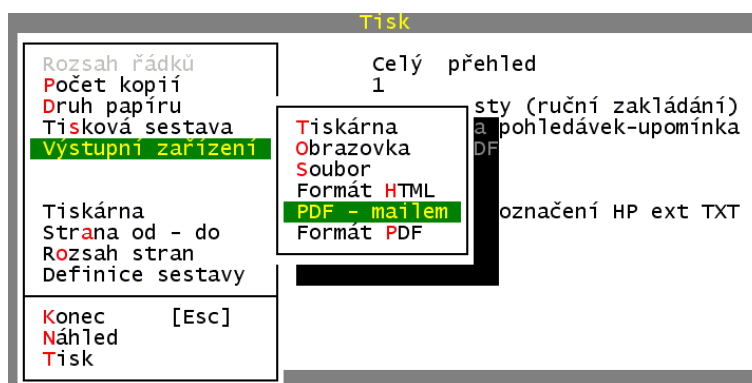 Tisk
Rozsah řádků Celý přehled
Počet kopií 1
Druh papíru sty (ruční zakládání)
Tisková sestava Tiskárna a pohledávek-upomínka
Výstupní zařízení Obrazovka DF
Soubor
Formát HTML
Tiskárna PDF - mailem označení HP ext TXT
Strana od - do Formát PDF
Rozsah stran
Definice sestavy
Konec [Esc]
Náhled
Tisk